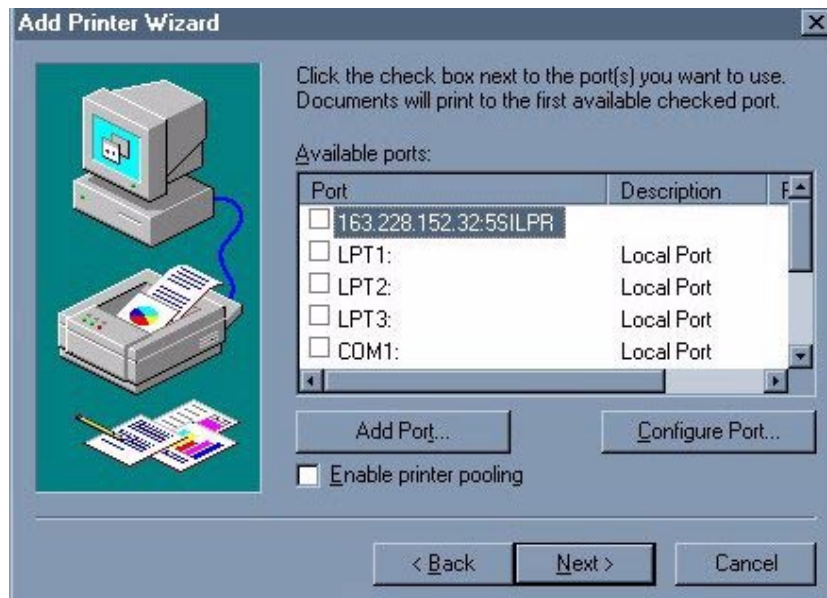 Add Printer Wizard
Click the check box next to the port(s) you want to use.
Documents will print to the first available checked port.
Available ports:
Port Description
163.228.152.32:5SILPR
LPT1: Local Port
LPT2: Local Port
LPT3: Local Port
COM1: Local Port
Add Port... Configure Port...
Enable printer pooling
< Back Next > Cancel